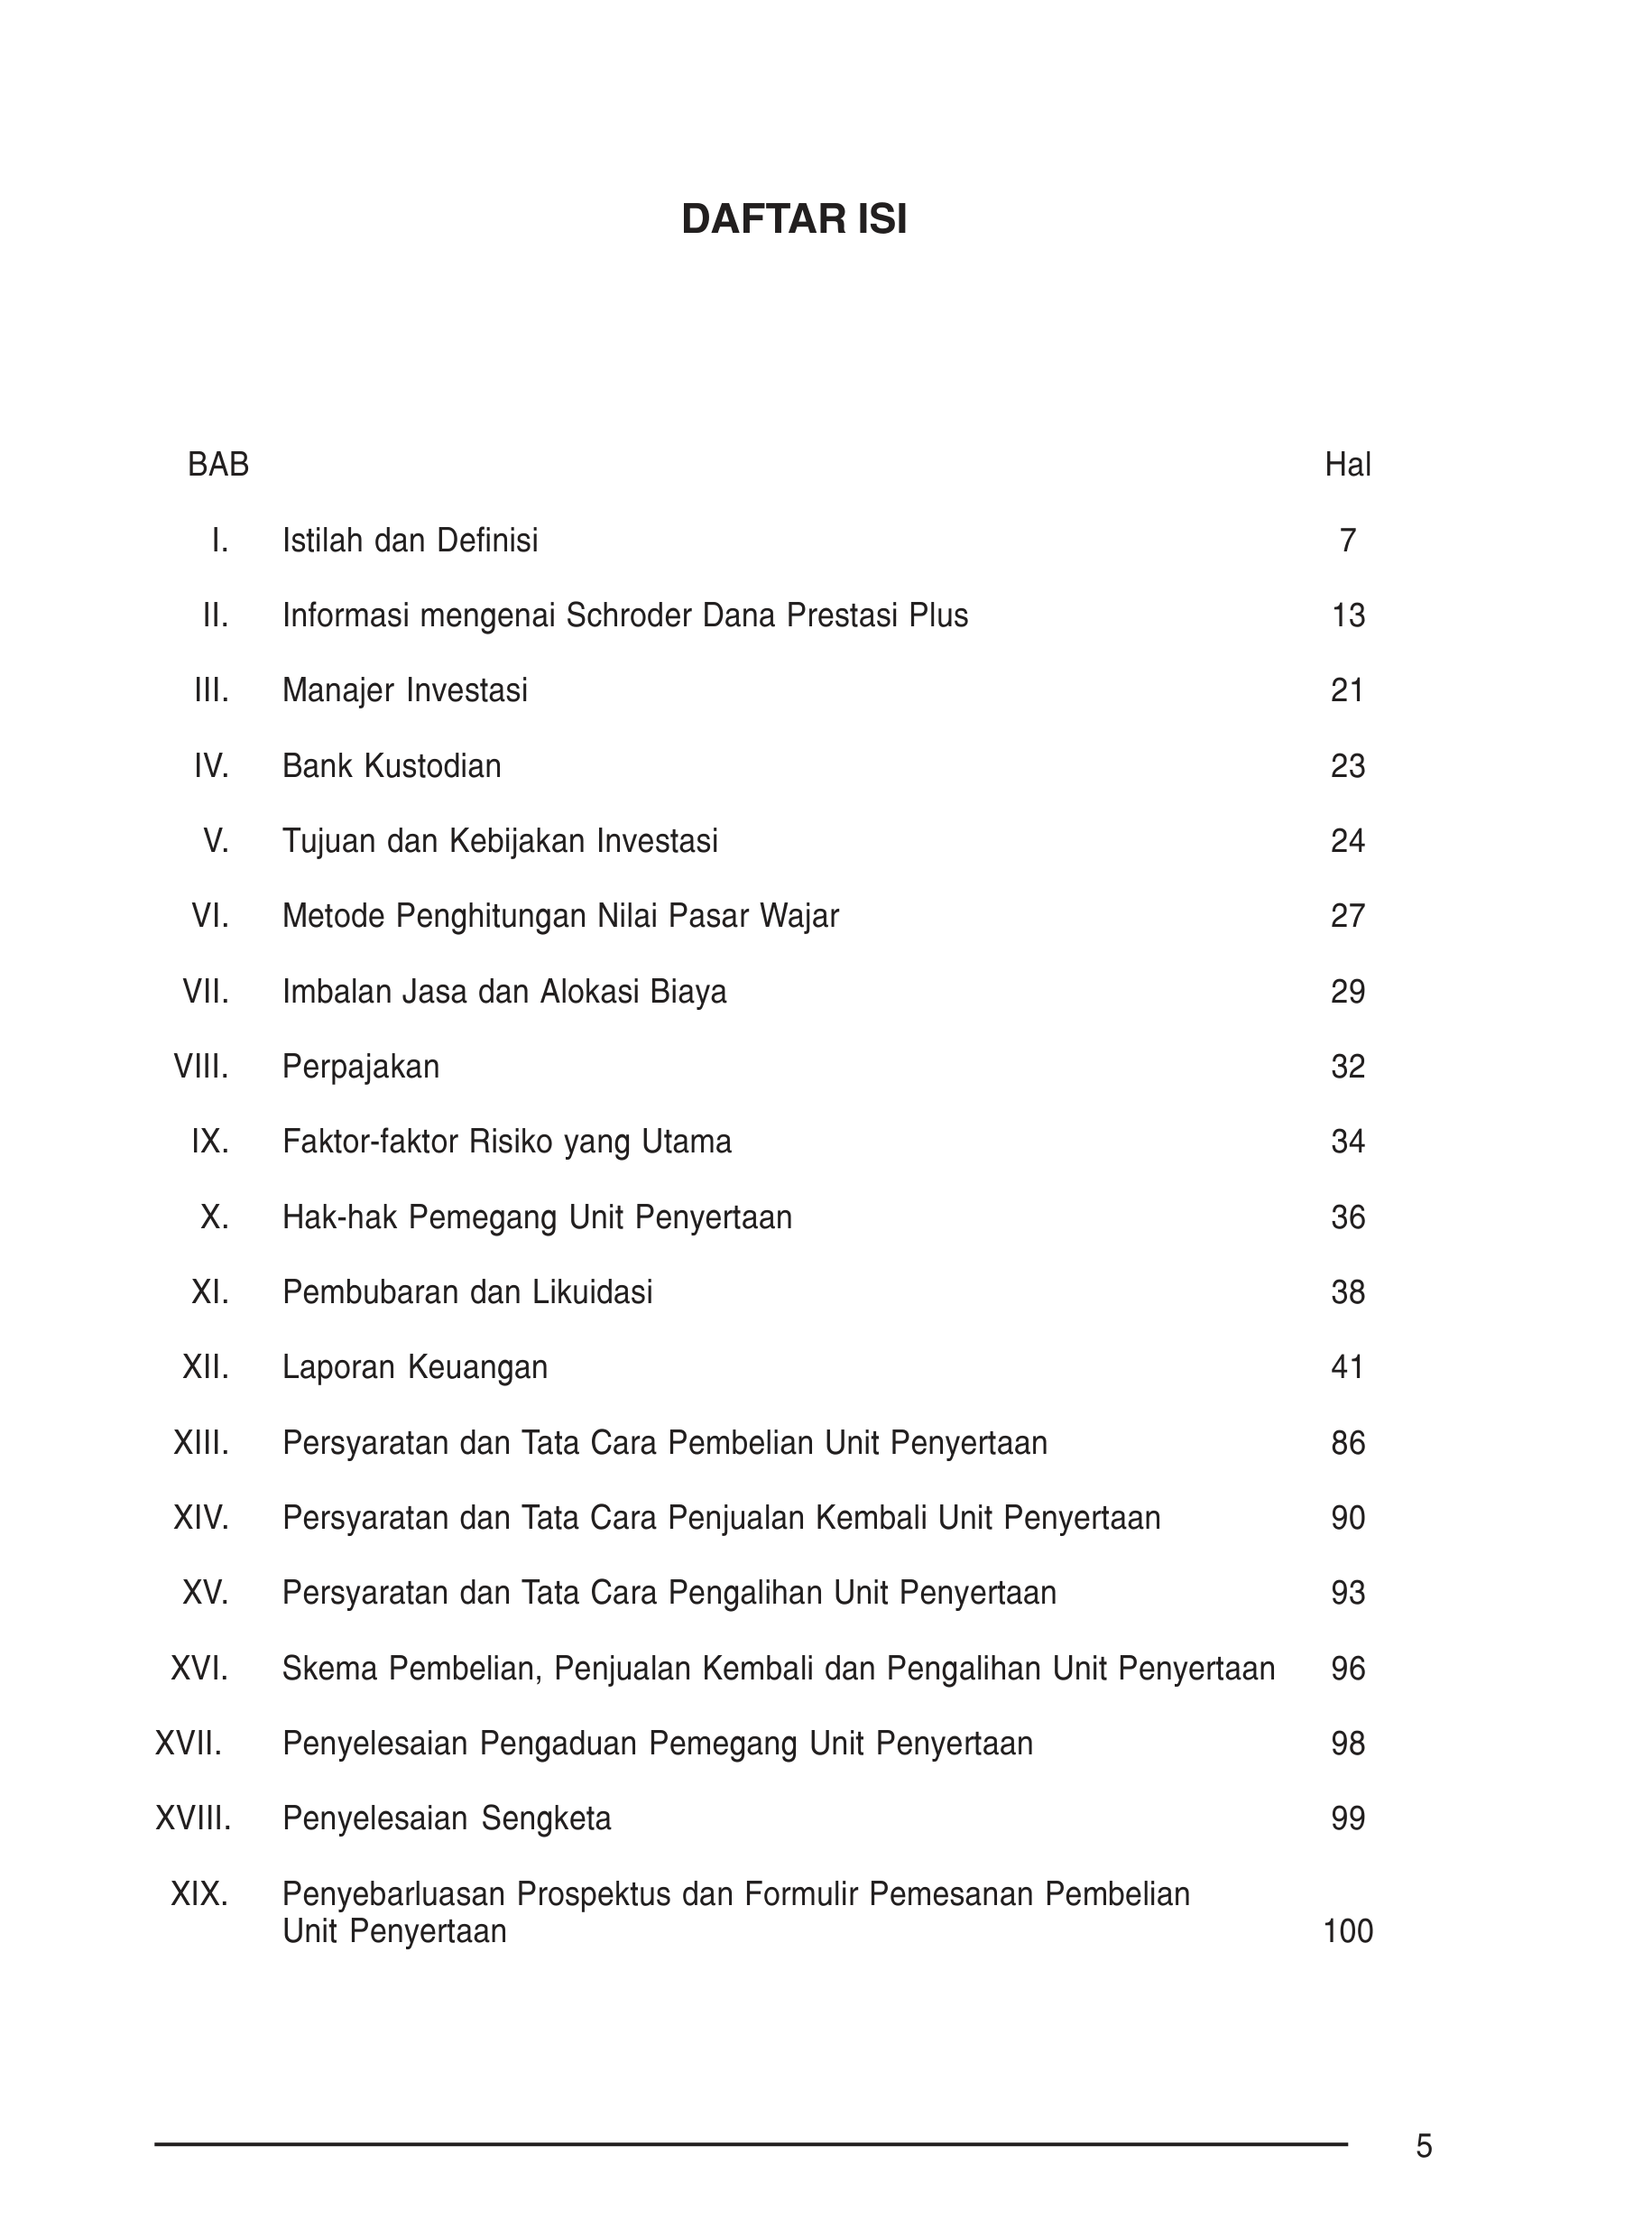 DAFTAR ISI
BAB Hal
I. Istilah dan Definisi 7
II. Informasi mengenai Schroder Dana Prestasi Plus 13
III. Manajer Investasi 21
IV. Bank Kustodian 23
V. Tujuan dan Kebijakan Investasi 24
VI. Metode Penghitungan Nilai Pasar Wajar 27
VII. Imbalan Jasa dan Alokasi Biaya 29
VIII. Perpajakan 32
IX. Faktor-faktor Risiko yang Utama 34
X. Hak-hak Pemegang Unit Penyertaan 36
XI. Pembubaran dan Likuidasi 38
XII. Laporan Keuangan 41
XIII. Persyaratan dan Tata Cara Pembelian Unit Penyertaan 86
XIV. Persyaratan dan Tata Cara Penjualan Kembali Unit Penyertaan 90
XV. Persyaratan dan Tata Cara Pengalihan Unit Penyertaan 93
XVI. Skema Pembelian, Penjualan Kembali dan Pengalihan Unit Penyertaan 96
XVII. Penyelesaian Pengaduan Pemegang Unit Penyertaan 98
XVIII. Penyelesaian Sengketa 99
XIX. Penyebarluasan Prospektus dan Formulir Pemesanan Pembelian
Unit Penyertaan 100
5